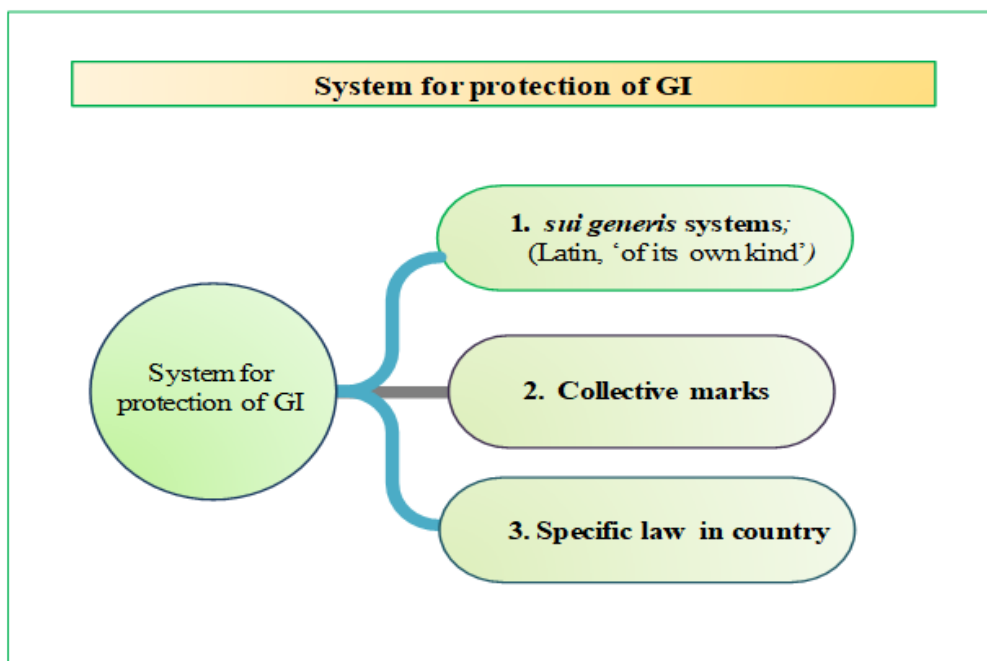 System for protection of GI
1. sui generis systems;
(Latin, ‘of its own kind’)
System for
protection of GI
2. Collective marks
3. Specific law in country